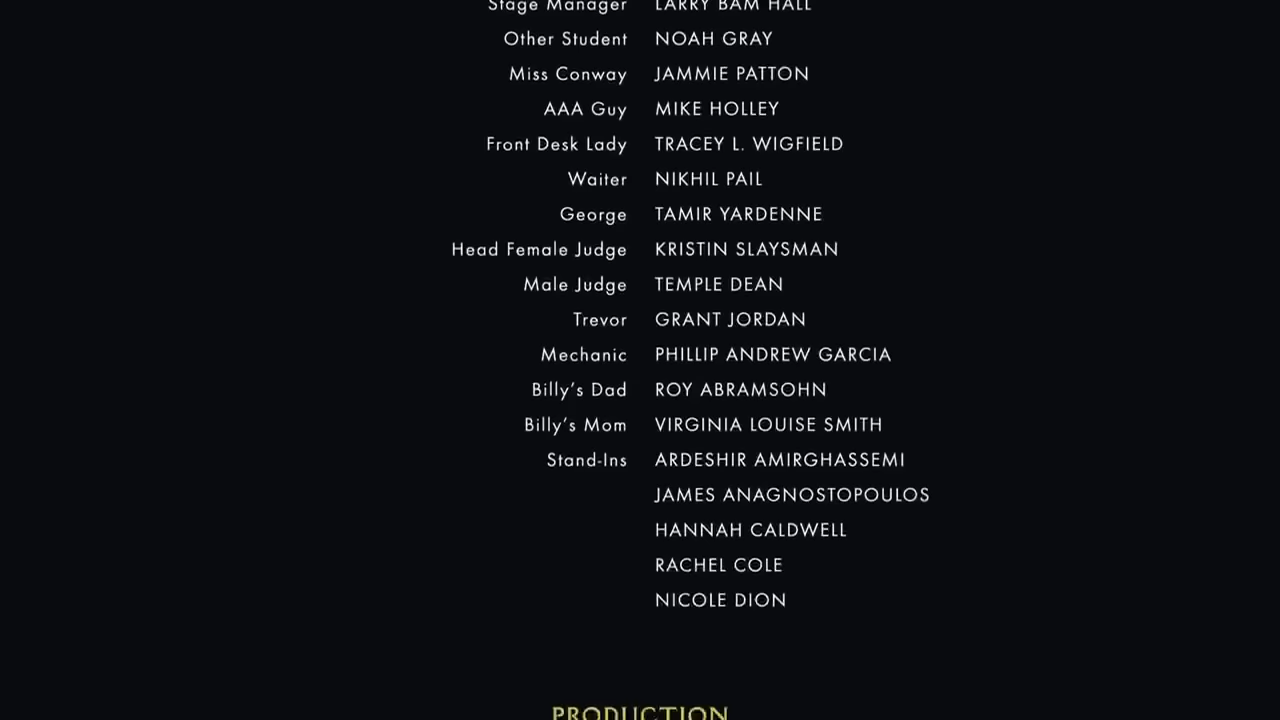 Stage Manager LARRY BAM HALL
Other Student NOAH GRAY
Miss Conway JAMMIE PATTON
AAA Guy MIKE HOLLEY
Front Desk Lady TRACEY L. WIGFIELD
Waiter NIKHIL PAIL
George TAMIR YARDENNE
Head Female Judge KRISTIN SLAYSMAN
Male Judge TEMPLE DEAN
Trevor GRANT JORDAN
Mechanic PHILLIP ANDREW GARCIA
Billy’s Dad ROY ABRAMSOHN
Billy’s Mom VIRGINIA LOUISE SMITH
Stand-Ins ARDESHIR AMIRGHASSEMI
JAMES ANAGNOSTOPOULOS
HANNAH CALDWELL
RACHEL COLE
NICOLE DION
PRODUCTION